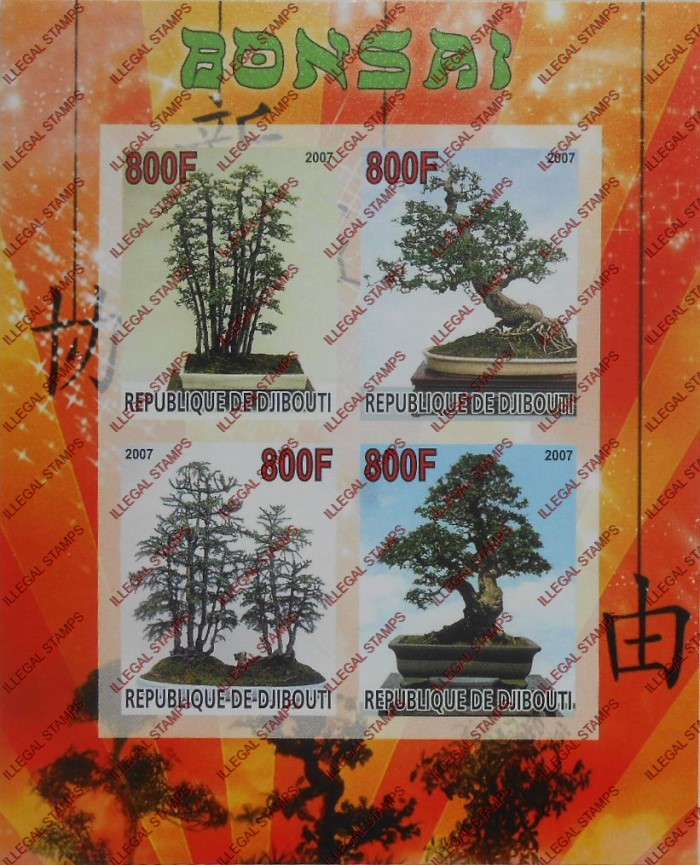 BONSAI
新
800F 2007
REPUBLIQUE DE DJIBOUTI
800F 2007
REPUBLIQUE DE DJIBOUTI
2007 800F
REPUBLIQUE-DE-DJIBOUTI
800F 2007
REPUBLIQUE DE DJIBOUTI
由
ILLEGAL STAMPS